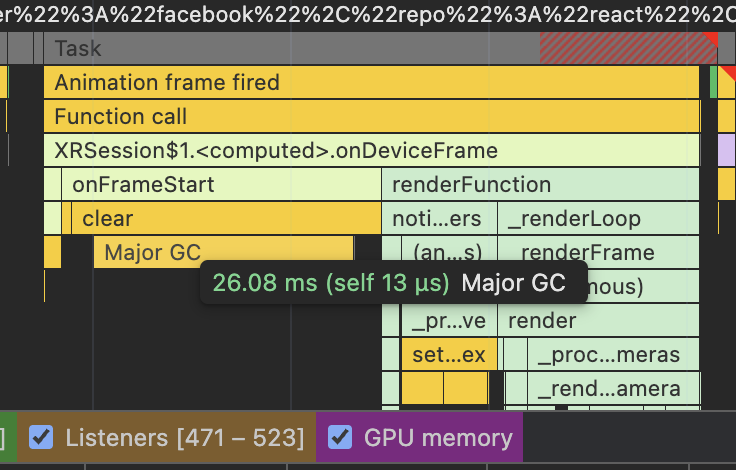 er%22%3A%22facebook%22%2C%22repo%22%3A%22react%22%2C
Task
Animation frame fired
Function call
XRSession$1.<computed>.onDeviceFrame
onFrameStart renderFunction
clear noti…ers _renderLoop
Major GC (an…s) renderFrame
26.08 ms (self 13 μs) Major GC mous)
_pr…ve render
set…ex _proc…meras
_rend…amera
] Listeners [471 – 523] GPU memory